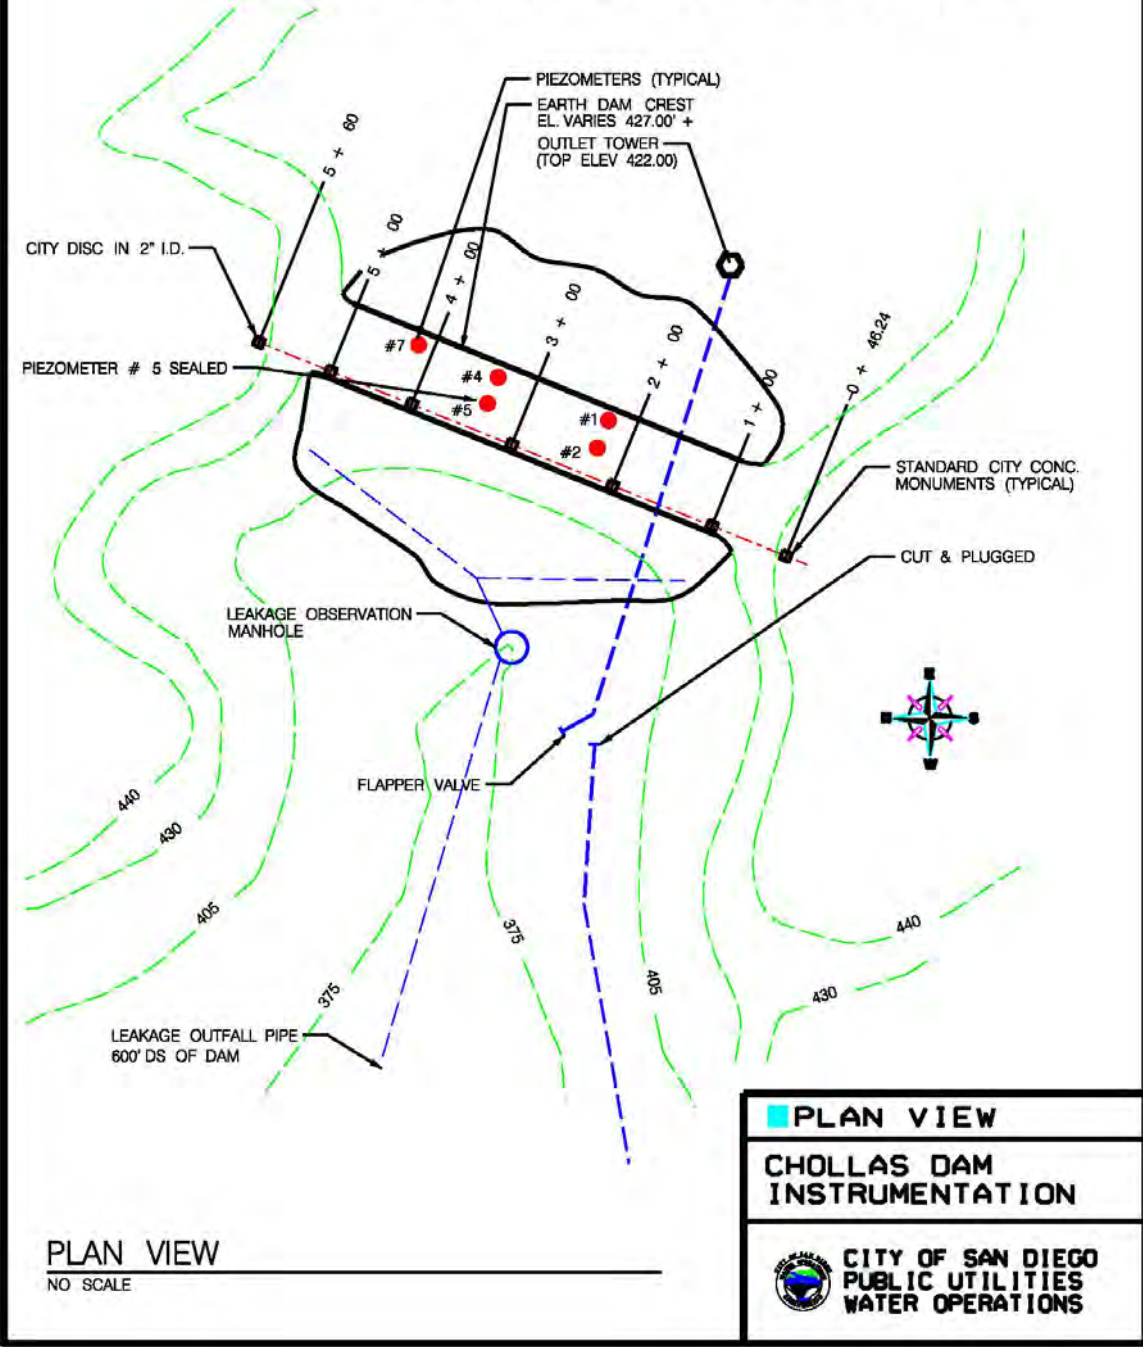 PIEZOMETERS (TYPICAL)
EARTH DAM CREST
EL. VARIES 427.00' +
OUTLET TOWER
(TOP ELEV 422.00)
5 + 60
CITY DISC IN 2" I.D.
5 + 00
4 + 00
3 + 00
2 + 00
1 + 00
-0 + 46.24
#7
PIEZOMETER # 5 SEALED
#4
#5
#1
#2
STANDARD CITY CONC.
MONUMENTS (TYPICAL)
CUT & PLUGGED
LEAKAGE OBSERVATION
MANHOLE
FLAPPER VALVE
E
N
S
W
440
430
405
375
375
405
440
430
LEAKAGE OUTFALL PIPE
600' DS OF DAM
PLAN VIEW
CHOLLAS DAM
INSTRUMENTATION
CITY OF SAN DIEGO
PUBLIC UTILITIES
WATER OPERATIONS
PLAN VIEW
NO SCALE